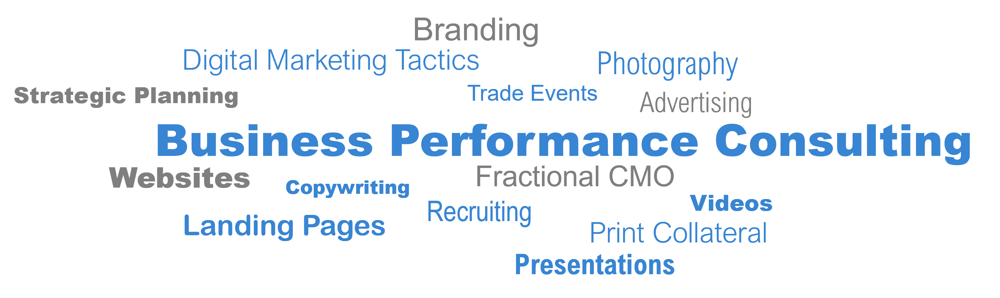 Branding
Digital Marketing Tactics
Photography
Strategic Planning
Trade Events
Advertising
Business Performance Consulting
Websites
Copywriting
Fractional CMO
Videos
Landing Pages
Recruiting
Print Collateral
Presentations